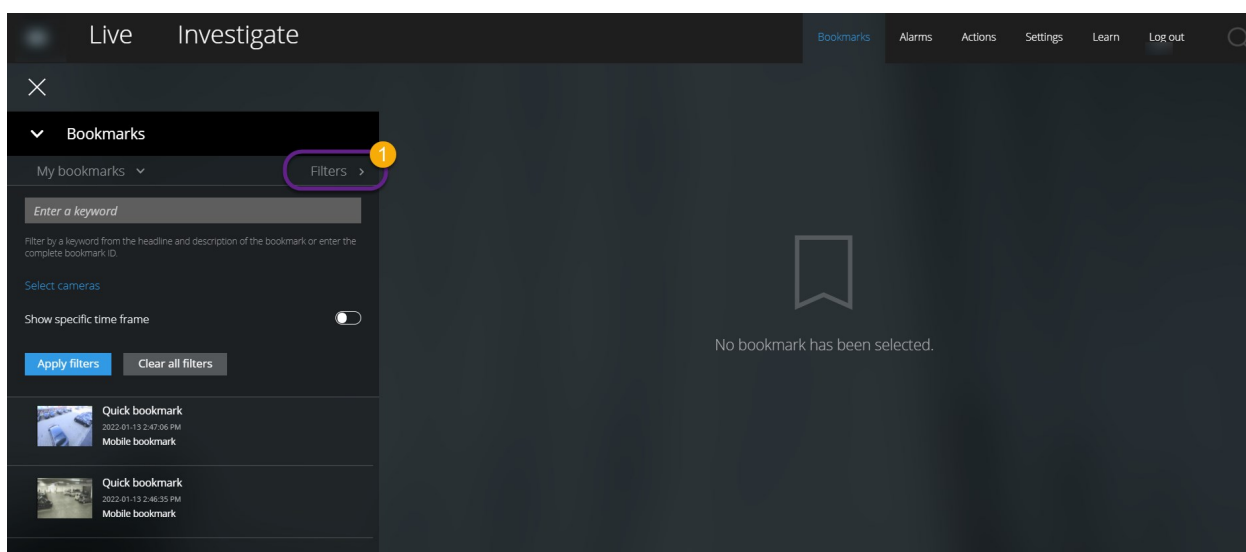 Live Investigate Bookmarks Alarms Actions Settings Learn Log out
Bookmarks
1
My bookmarks Filters
Enter a keyword
Filter by a keyword from the headline and description of the bookmark or enter the
complete bookmark ID.
Select cameras
Show specific time frame
Apply filters Clear all filters
Quick bookmark
2022-01-13 2:47:06 PM
Mobile bookmark
Quick bookmark
2022-01-13 2:46:35 PM
Mobile bookmark
No bookmark has been selected.